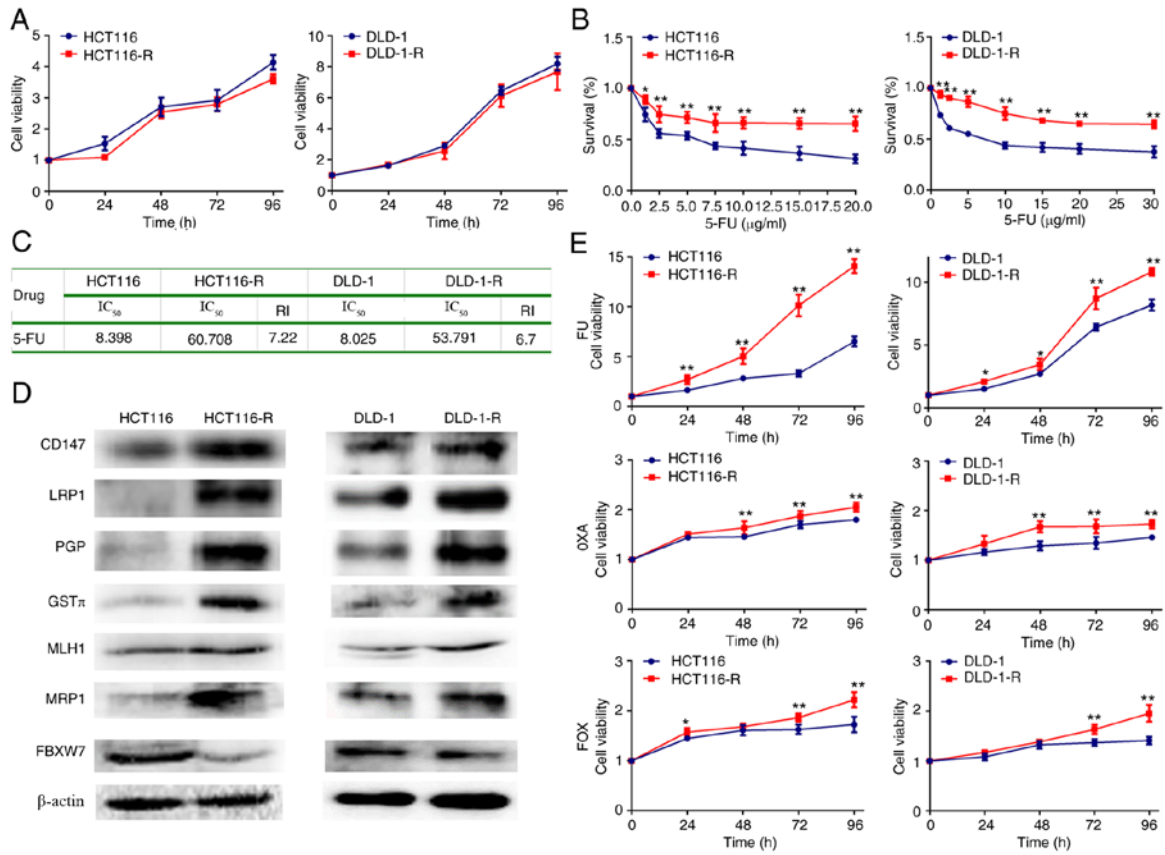 A
HCT116
HCT116-R
Cell viability
5
4
3
2
1
0
0 24 48 72 96
Time (h)
DLD-1
DLD-1-R
Cell viability
10
8
6
4
2
0
0 24 48 72 96
Time (h)
B
HCT116
HCT116-R
Survival (%)
1.5
1.0
0.5
0.0
* ** ** ** ** ** **
0.0 2.5 5.0 7.5 10.0 12.5 15.0 17.5 20.0
5-FU (μg/ml)
DLD-1
DLD-1-R
Survival (%)
1.5
1.0
0.5
0.0
** ** ** ** ** ** **
0 5 10 15 20 25 30
5-FU (μg/ml)
C
Drug HCT116 HCT116-R DLD-1 DLD-1-R
IC50 IC50 RI IC50 IC50 RI
5-FU 8.398 60.708 7.22 8.025 53.791 6.7
D
HCT116 HCT116-R DLD-1 DLD-1-R
CD147
LRP1
PGP
GSTπ
MLH1
MRP1
FBXW7
β-actin
E
HCT116
HCT116-R
FU
Cell viability
15
10
5
0
** ** ** **
0 24 48 72 96
Time (h)
DLD-1
DLD-1-R
Cell viability
10
5
0
* * ** **
0 24 48 72 96
Time (h)
HCT116
HCT116-R
0XA
Cell viability
3
2
1
0
** ** **
0 24 48 72 96
Time (h)
DLD-1
DLD-1-R
Cell viability
3
2
1
0
** ** **
0 24 48 72 96
Time (h)
HCT116
HCT116-R
FOX
Cell viability
3
2
1
0
* ** **
0 24 48 72 96
Time (h)
DLD-1
DLD-1-R
Cell viability
3
2
1
0
** **
0 24 48 72 96
Time (h)